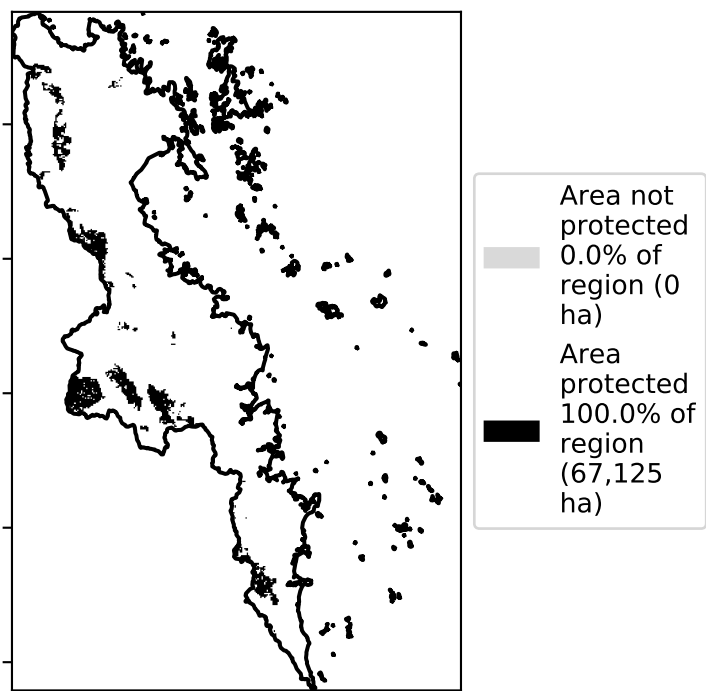 Area not
protected
0.0% of
region (0
ha)
Area
protected
100.0% of
region
(67,125
ha)